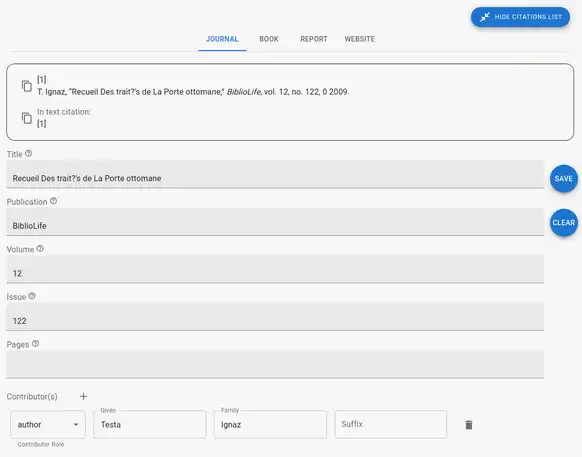 HIDE CITATIONS LIST
JOURNAL BOOK REPORT WEBSITE
[1]
T. Ignaz, “Recueil Des trait?'s de La Porte ottomane,” BiblioLife, vol. 12, no. 122, 0 2009.
In text citation:
[1]
Title
Recueil Des trait?'s de La Porte ottomane
SAVE
Publication
BiblioLife
CLEAR
Volume
12
Issue
122
Pages
Contributor(s) +
author
Contributor Role
Given
Testa
Family
Ignaz
Suffix